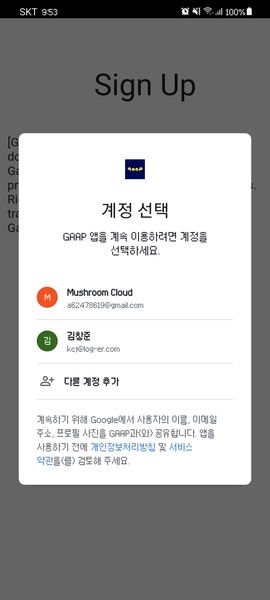 SKT 9:53
100%
Sign Up
[G
do
Ga
pr
s.
Ri
tra
Ga
GAAP
계정 선택
GAAP 앱을 계속 이용하려면 계정을
선택하세요.
M
Mushroom Cloud
a62478619@gmail.com
김
김창준
kcj@log-er.com
다른 계정 추가
계속하기 위해 Google에서 사용자의 이름, 이메일
주소, 프로필 사진을 GAAP과(와) 공유합니다. 앱을
사용하기 전에 개인정보처리방침 및 서비스
약관을(를) 검토해 주세요.